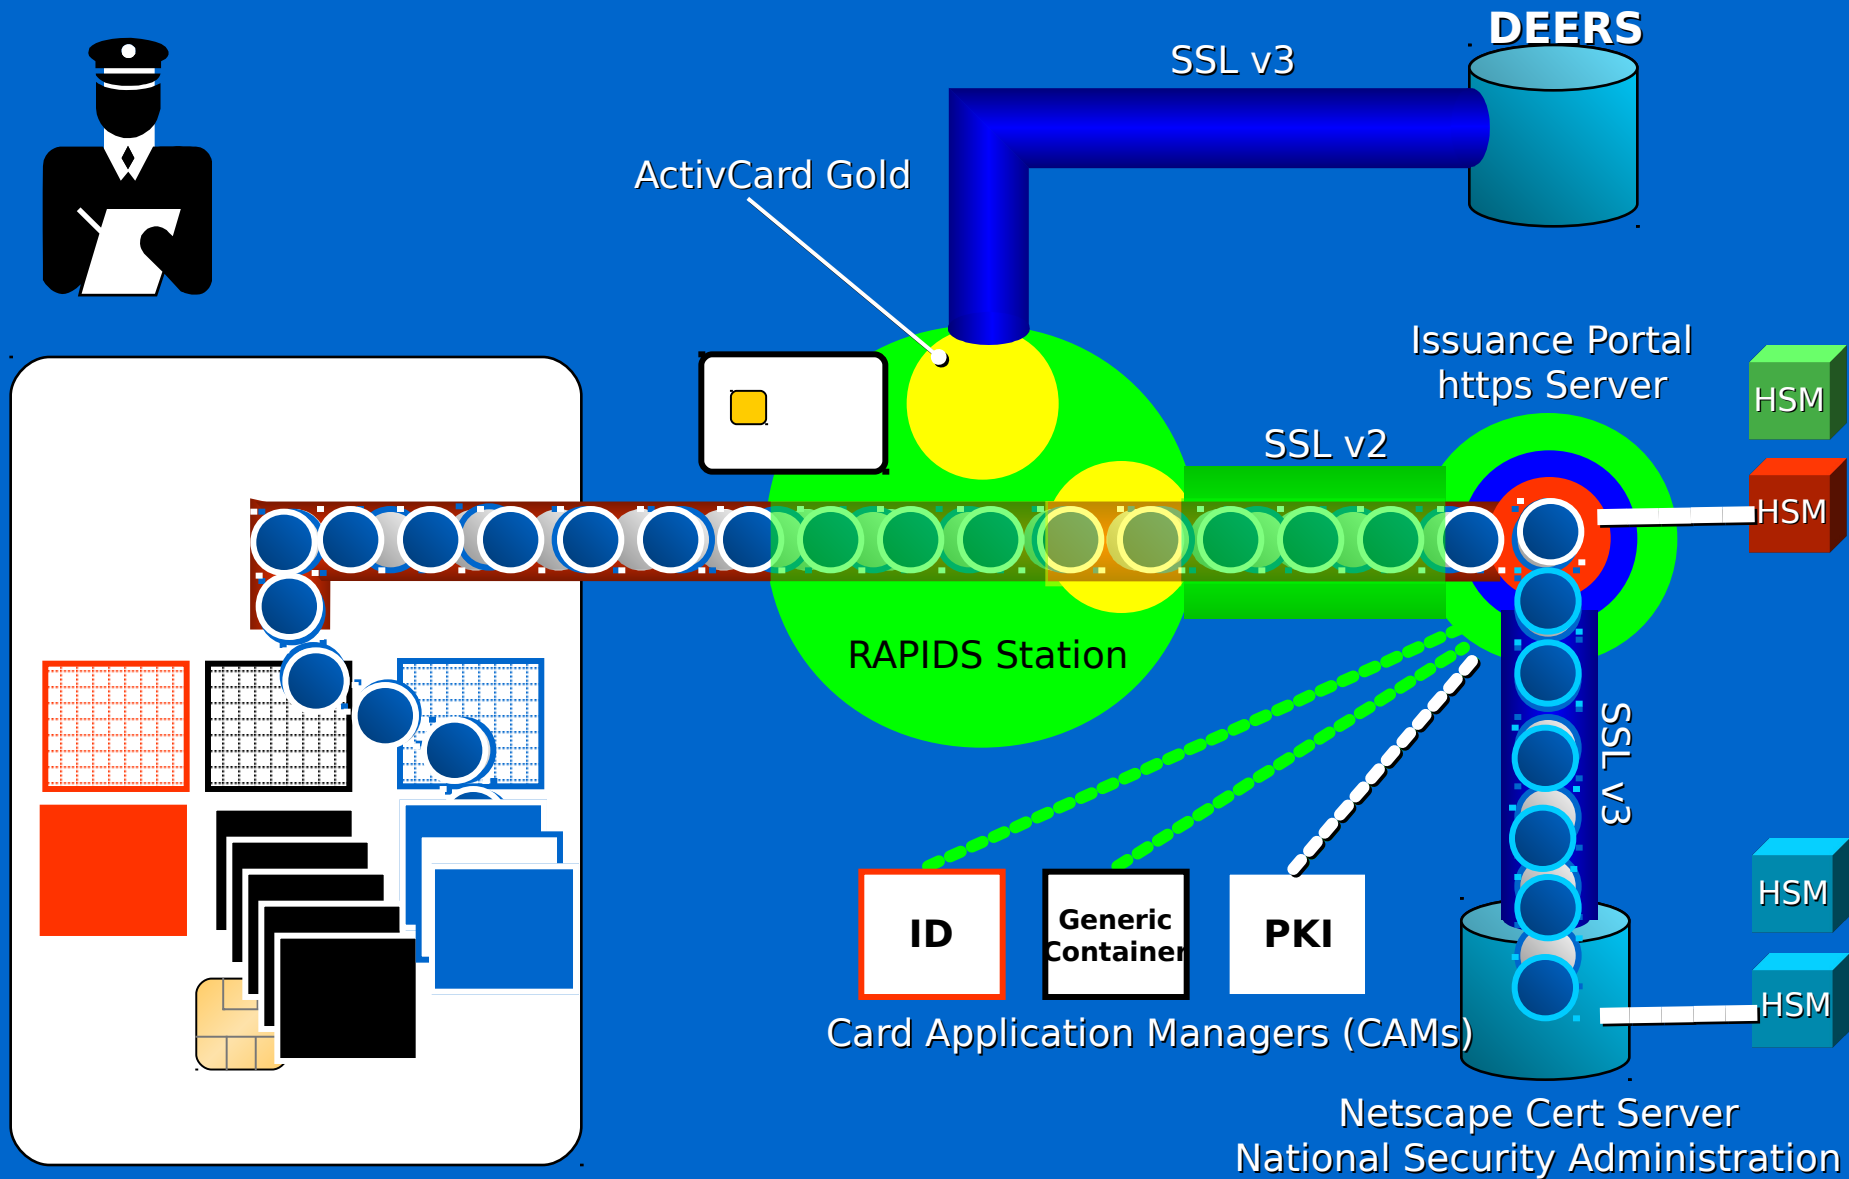 DEERS
SSL v3
ActivCard Gold
Issuance Portal
https Server
HSM
SSL v2
HSM
RAPIDS Station
SSL v3
HSM
ID
Generic
Container
PKI
HSM
Card Application Managers (CAMs)
Netscape Cert Server
National Security Administration